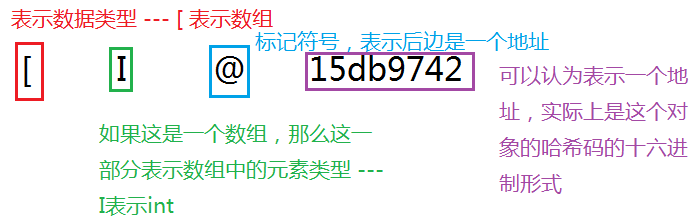 表示数据类型 --- [ 表示数组
标记符号，表示后边是一个地址
[ I @ 15db9742
可以认为表示一个地
址，实际上是这个对
象的哈希码的十六进
制形式
如果这是一个数组，那么这一
部分表示数组中的元素类型 ---
I表示int